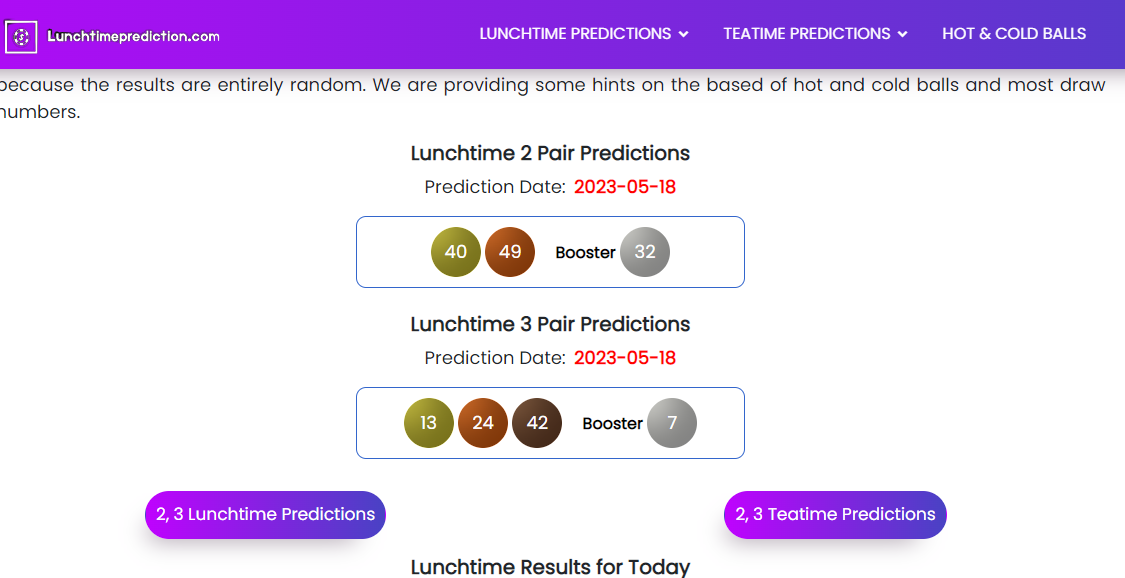 Lunchtimeprediction.com LUNCHTIME PREDICTIONS TEATIME PREDICTIONS HOT & COLD BALLS
because the results are entirely random. We are providing some hints on the based of hot and cold balls and most draw
numbers.
Lunchtime 2 Pair Predictions
Prediction Date: 2023-05-18
40 49 Booster 32
Lunchtime 3 Pair Predictions
Prediction Date: 2023-05-18
13 24 42 Booster 7
2, 3 Lunchtime Predictions 2, 3 Teatime Predictions
Lunchtime Results for Today